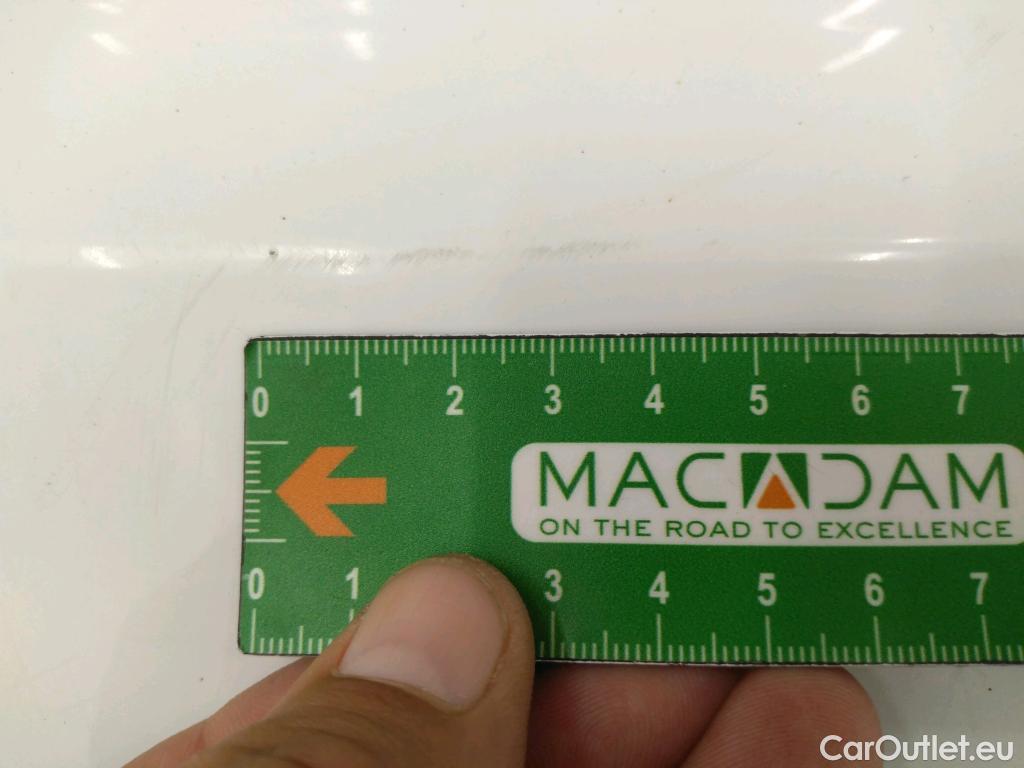 0 1 2 3 4 5 6 7
MACADAM
ON THE ROAD TO EXCELLENCE
0 1 3 4 5 6 7
CarOutlet.eu